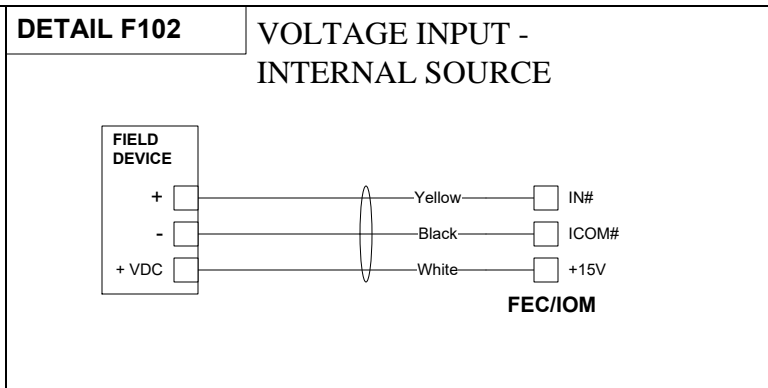 DETAIL F102
VOLTAGE INPUT -
INTERNAL SOURCE
FIELD
DEVICE
+ Yellow IN#
- Black ICOM#
+ VDC White +15V
FEC/IOM